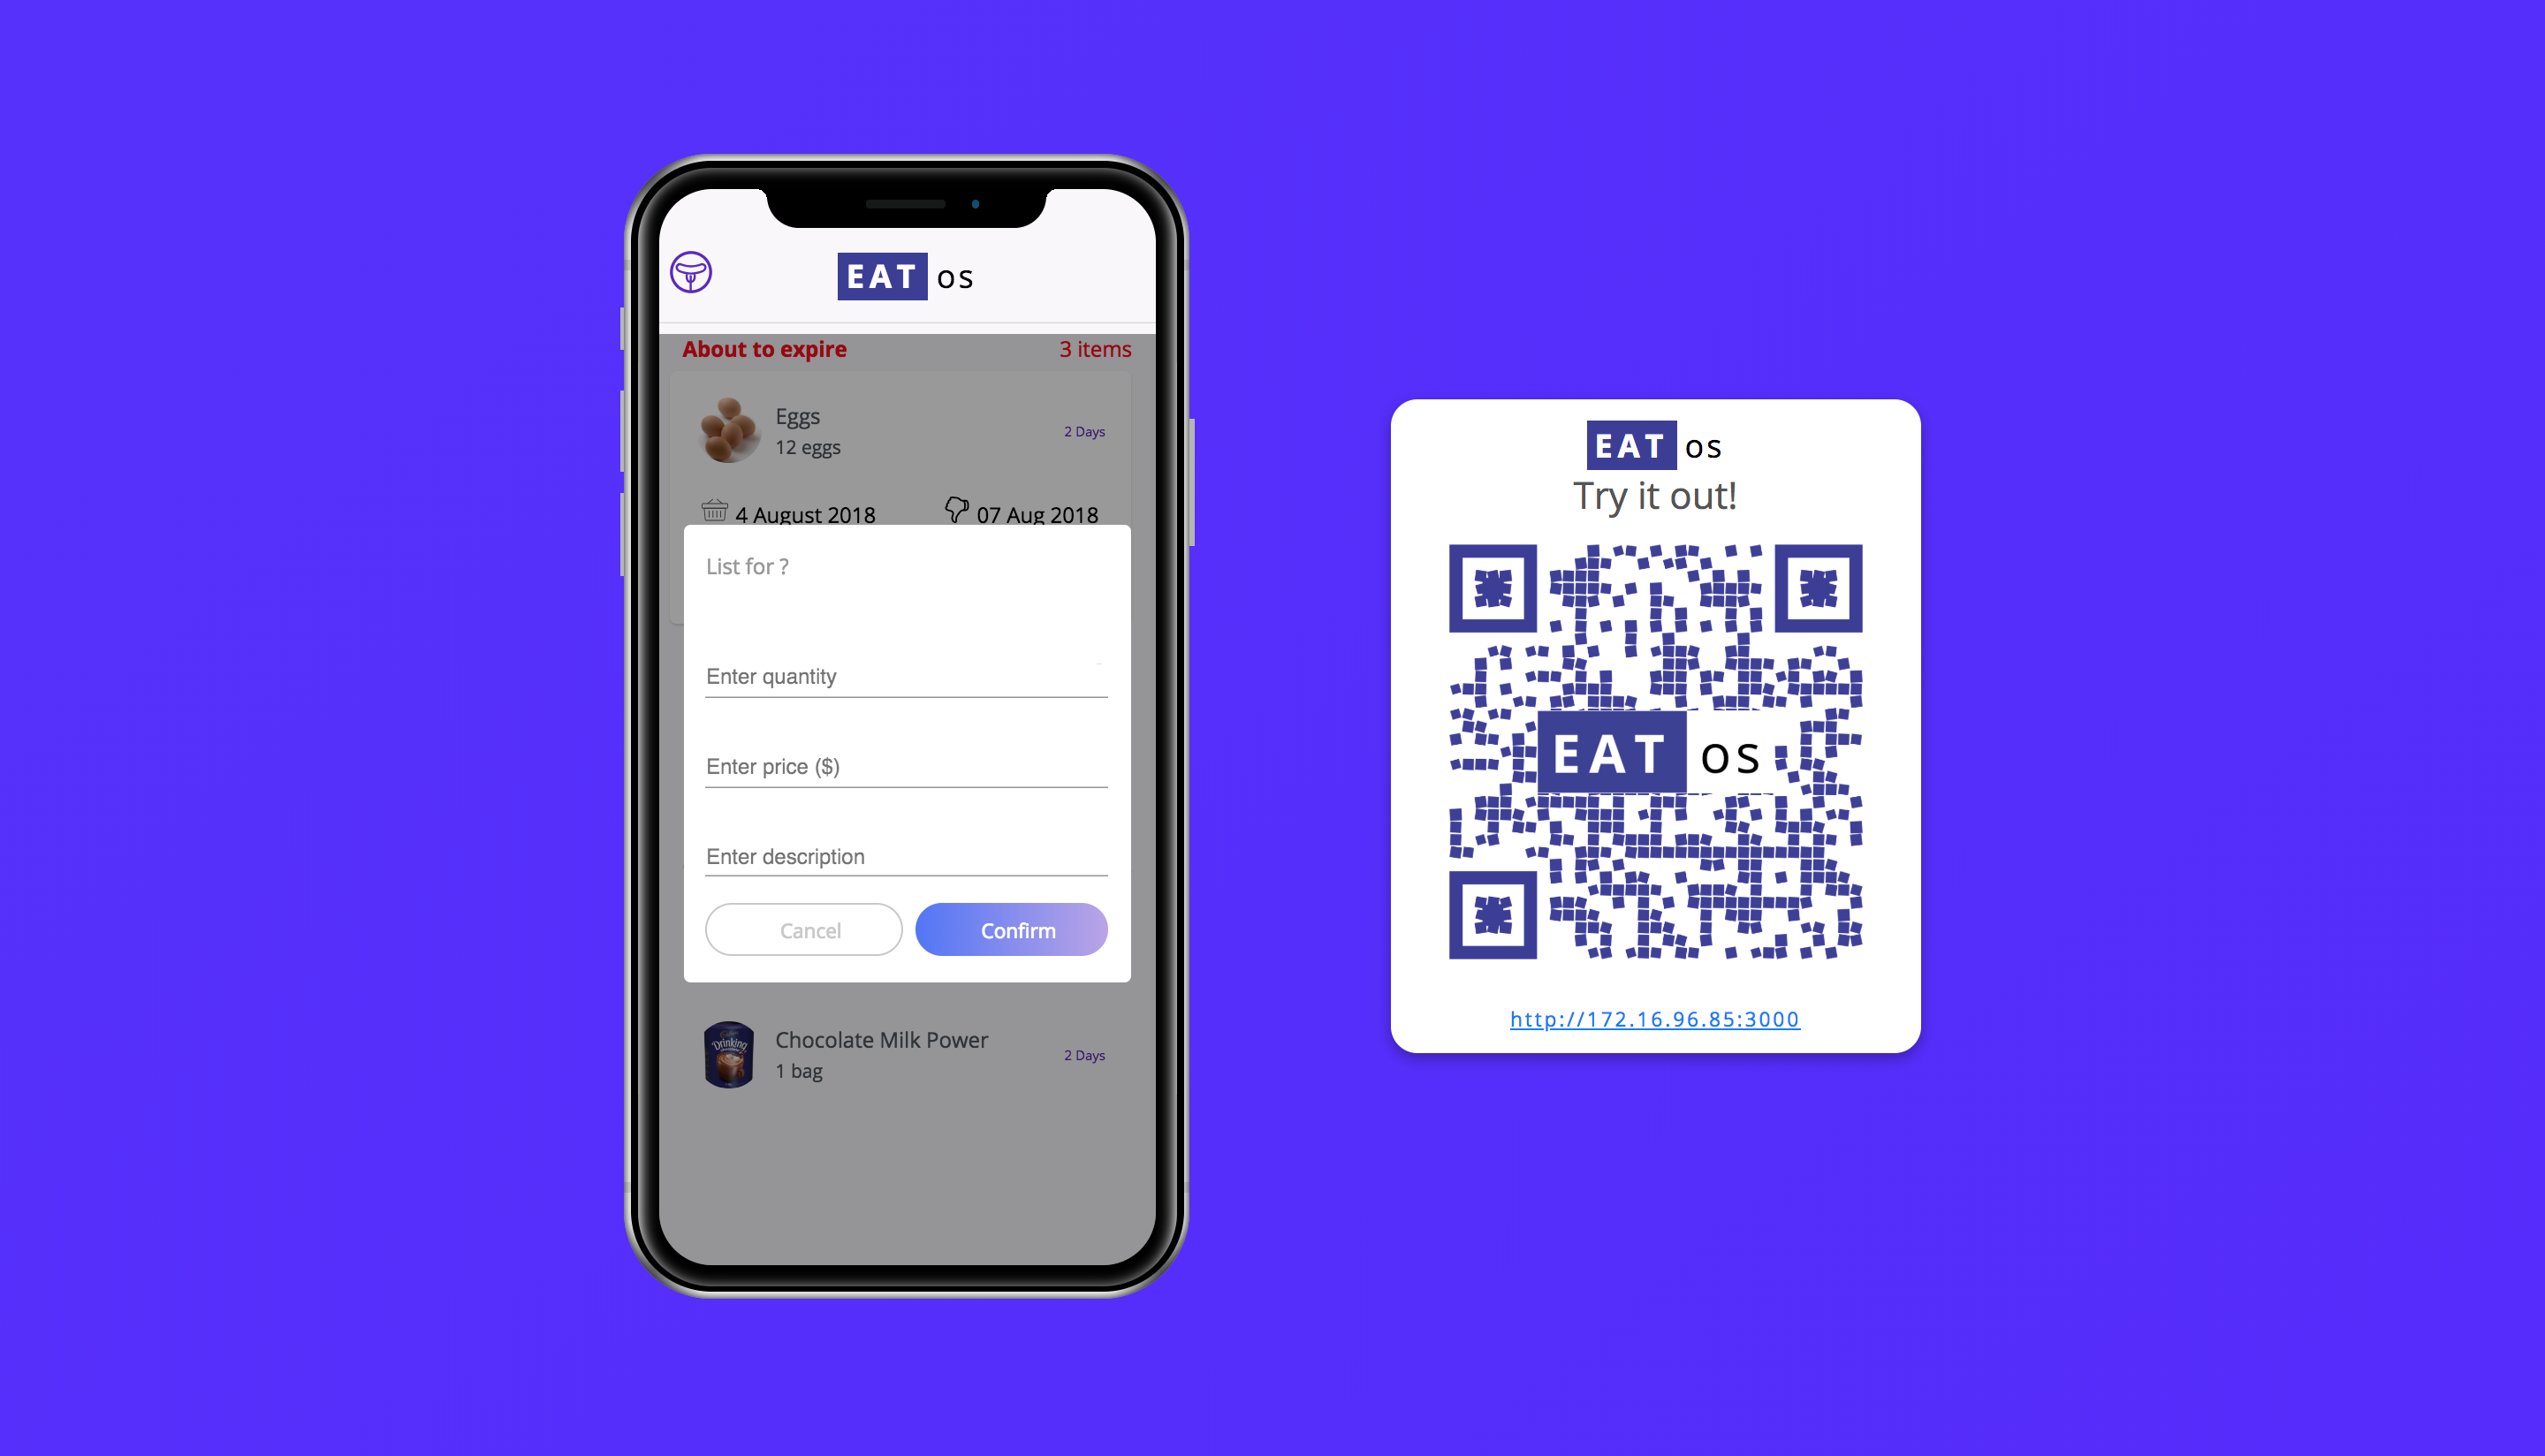 EAT os
About to expire
3 items
Eggs
12 eggs
2 Days
4 August 2018
07 Aug 2018
List for ?
Enter quantity
Enter price ($)
Enter description
Cancel
Confirm
Drinking
Chocolate Milk Power
1 bag
2 Days
EAT os
Try it out!
EAT os
http://172.16.96.85:3000